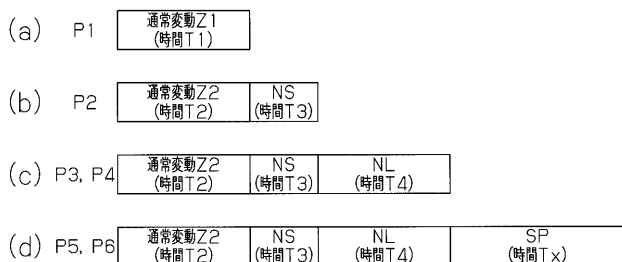 (a) P1 通常変動Z1
(時間T1)
(b) P2 通常変動Z2 NS
(時間T2) (時間T3)
(c) P3, P4 通常変動Z2 NS NL
(時間T2) (時間T3) (時間T4)
(d) P5, P6 通常変動Z2 NS NL SP
(時間T2) (時間T3) (時間T4) (時間Tx)